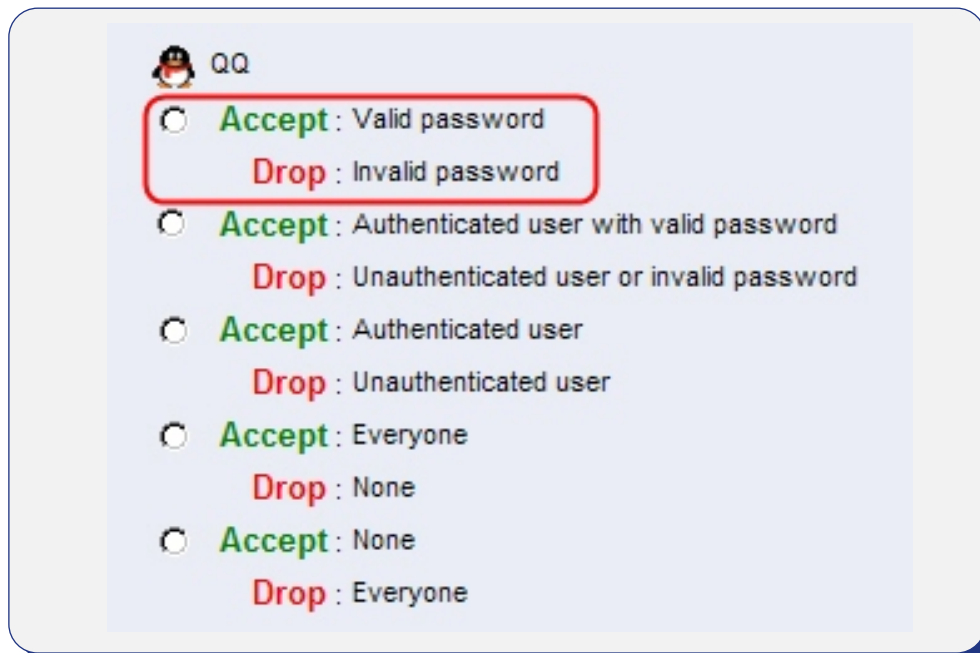 QQ
Accept : Valid password
Drop : Invalid password
Accept : Authenticated user with valid password
Drop : Unauthenticated user or invalid password
Accept : Authenticated user
Drop : Unauthenticated user
Accept : Everyone
Drop : None
Accept : None
Drop : Everyone